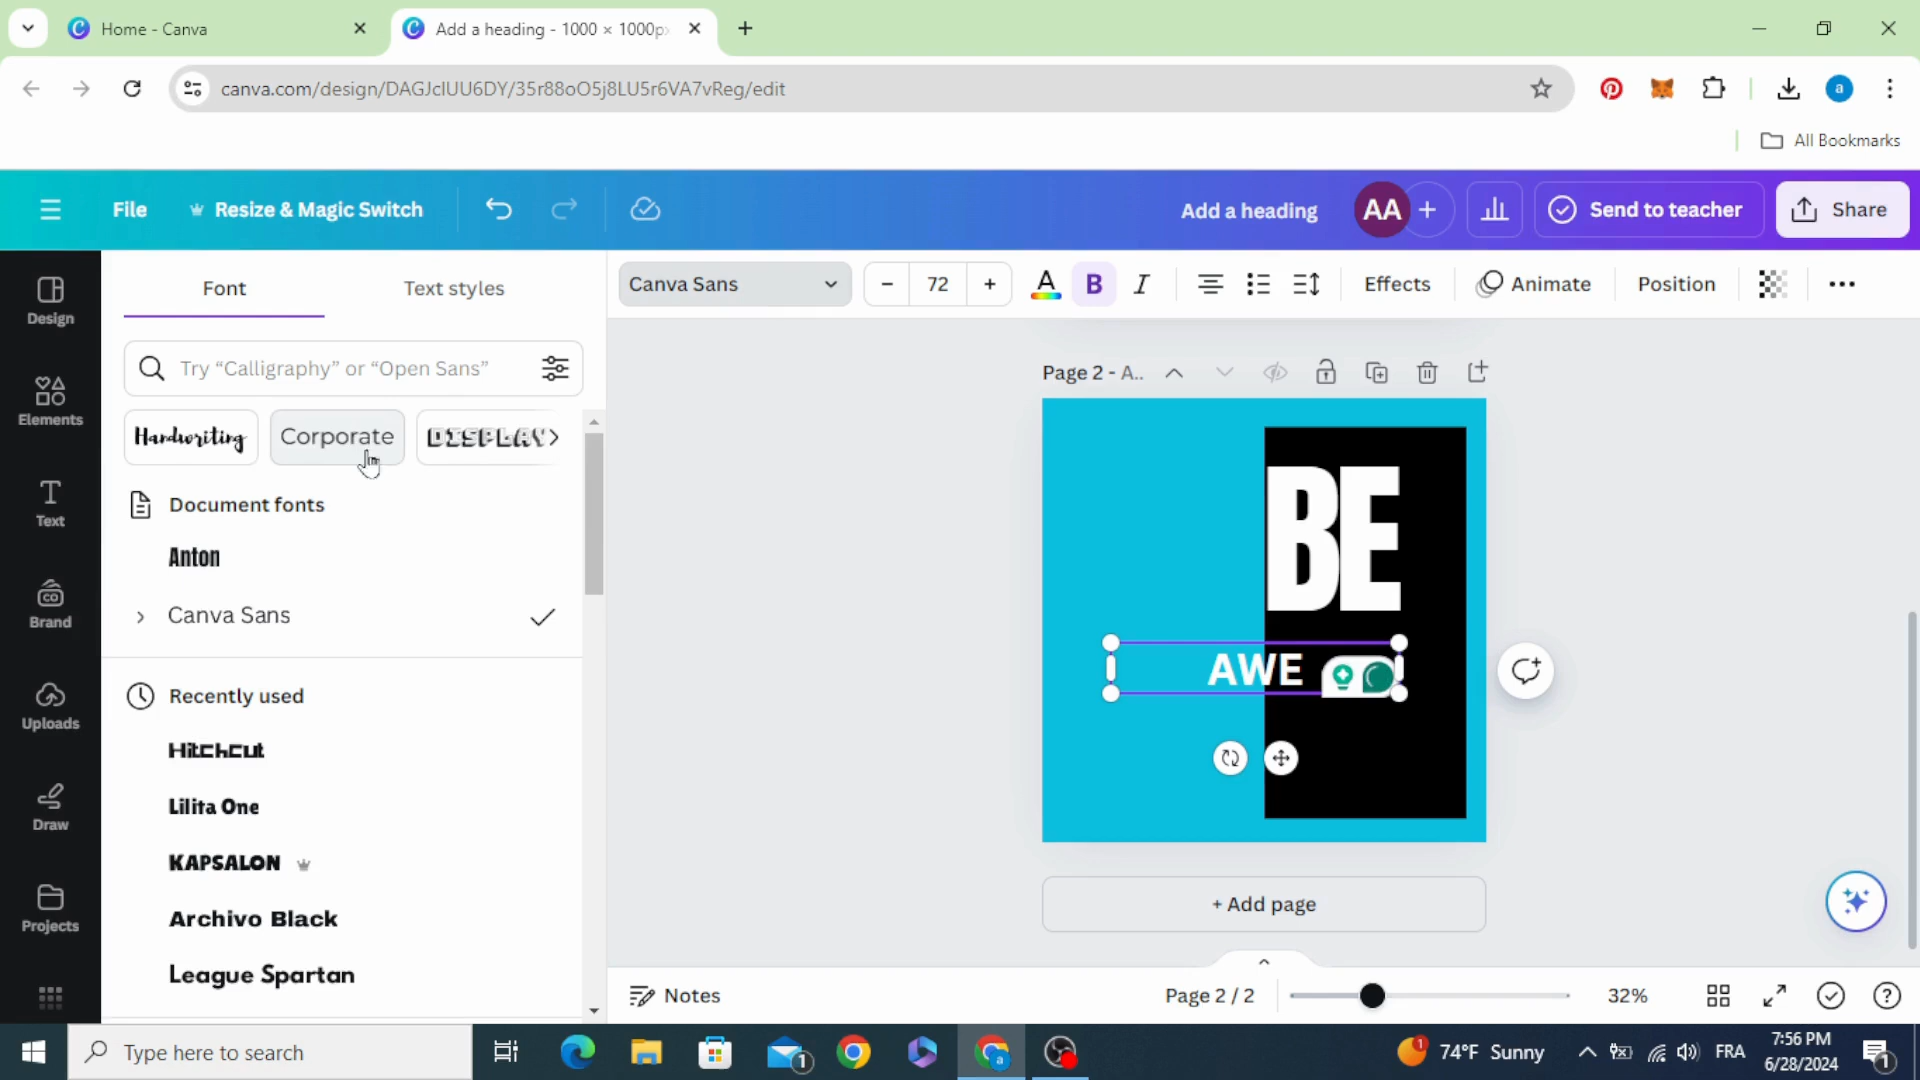 Home - Canva
Add a heading - 1000 × 1000p
canva.com/design/DAGJcIUU6DY/35r88oO5j8LU5r6VA7vReg/edit
a
All Bookmarks
File
Resize & Magic Switch
Add a heading
AA
Send to teacher
Share
Design
Elements
Text
Brand
Uploads
Draw
Projects
Font
Text styles
Try “Calligraphy” or “Open Sans”
Handwriting
Corporate
DISPLAY
Document fonts
Anton
Canva Sans
Recently used
HitchCut
Lilita One
KAPSALON
Archivo Black
League Spartan
Canva Sans
72
A
B
I
Effects
Animate
Position
Page 2 - A..
BE
AWE
+ Add page
Notes
Page 2 / 2
32%
Type here to search
1
1
74°F Sunny
FRA
7:56 PM
6/28/2024
1